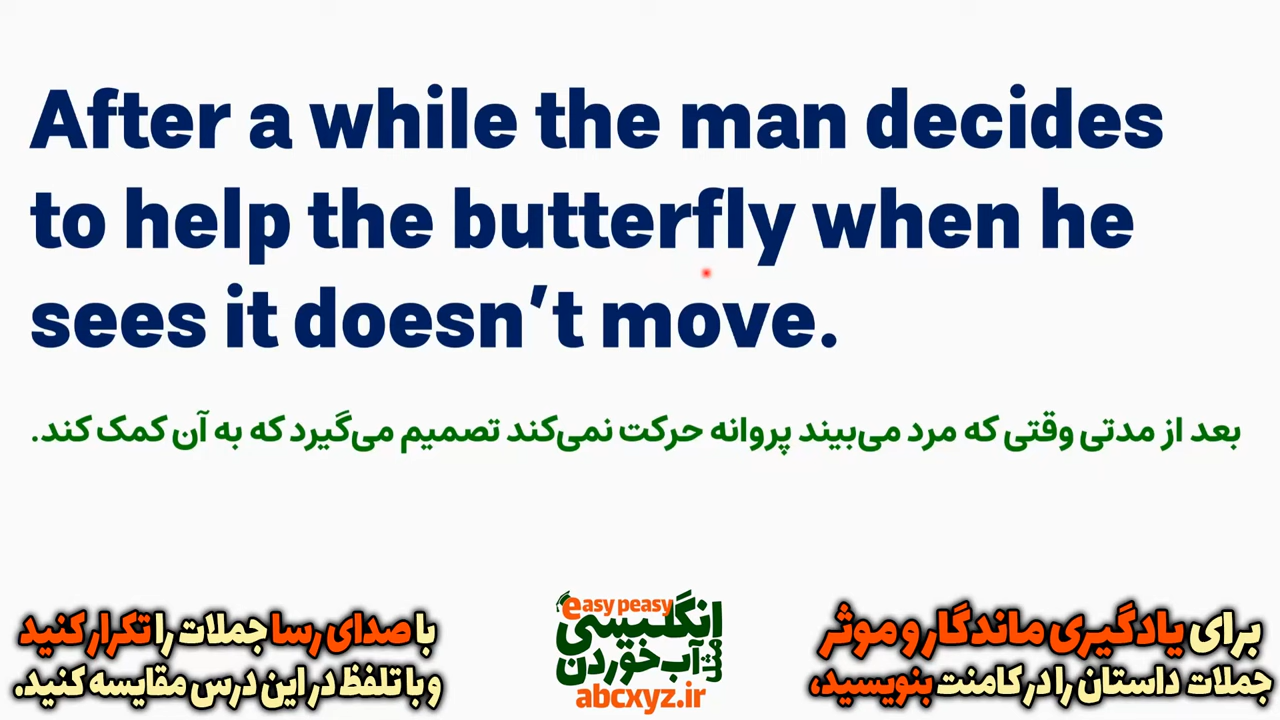 After a while the man decides
to help the butterfly when he
sees it doesn’t move.
بعد از مدتی وقتی که مرد می‌بیند پروانه حرکت نمی‌کند تصمیم می‌گیرد که به آن کمک کند.
برای یادگیری ماندگار و موثر
جملات داستان را در کامنت بنویسید،
با صدای رسا جملات را تکرار کنید
و با تلفظ در این درس مقایسه کنید.
easy peasy
انگلیسی
مثل آب خوردن
abcxyz.ir